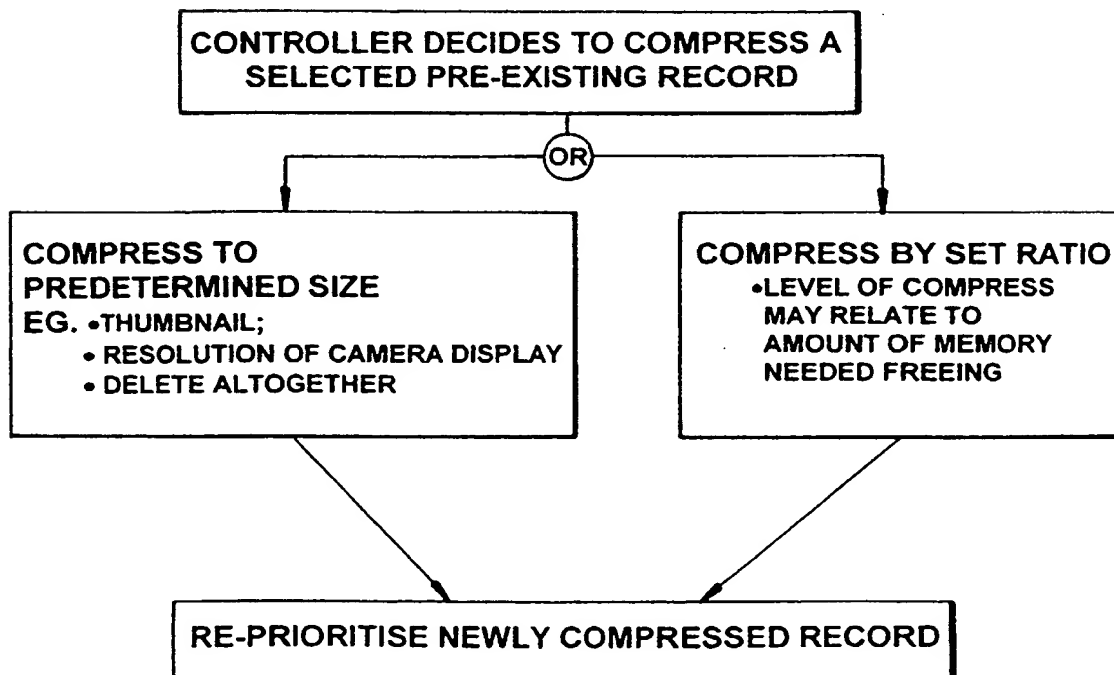 CONTROLLER DECIDES TO COMPRESS A
SELECTED PRE-EXISTING RECORD
OR
COMPRESS TO
PREDETERMINED SIZE
EG. •THUMBNAIL;
• RESOLUTION OF CAMERA DISPLAY
• DELETE ALTOGETHER
COMPRESS BY SET RATIO
•LEVEL OF COMPRESS
MAY RELATE TO
AMOUNT OF MEMORY
NEEDED FREEING
RE-PRIORITISE NEWLY COMPRESSED RECORD